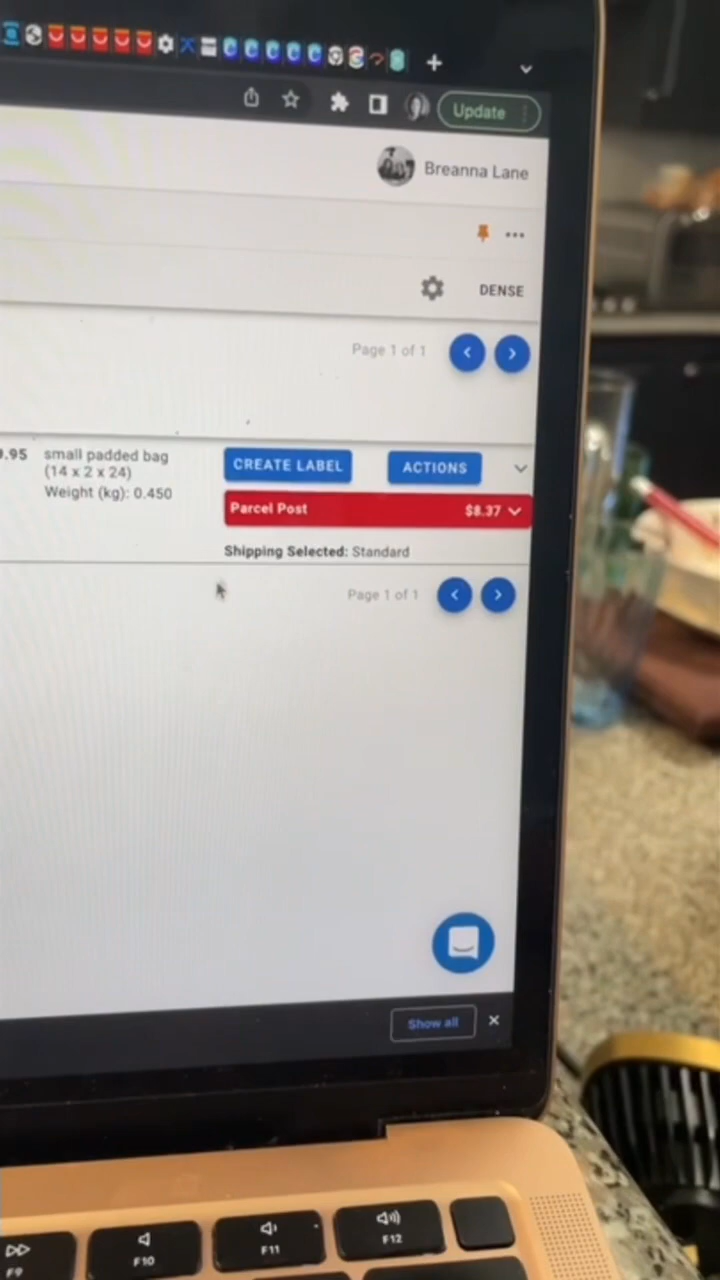 Update
Breanna Lane
DENSE
Page 1 of 1
.95 small padded bag
(14 x 2 x 24)
Weight (kg): 0.450
CREATE LABEL ACTIONS
Parcel Post $8.37
Shipping Selected: Standard
Page 1 of 1
Show all
F9 F10 F11 F12